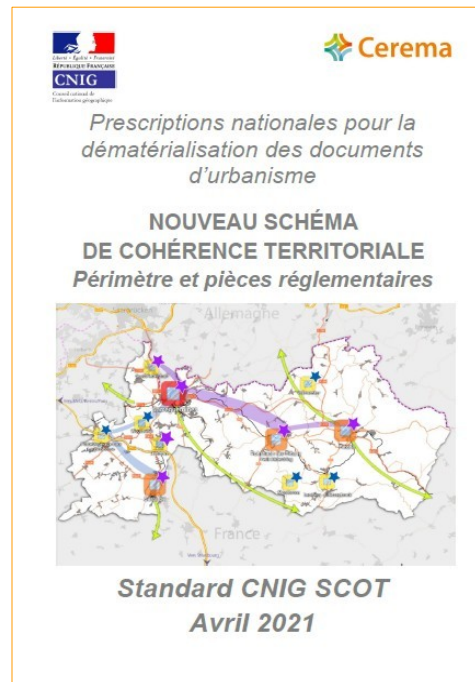 Liberté • Égalité • Fraternité
RÉPUBLIQUE FRANÇAISE
CNIG
Conseil national de
l'information géographique
Cerema
Prescriptions nationales pour la
dématérialisation des documents
d'urbanisme
NOUVEAU SCHÉMA
DE COHÉRENCE TERRITORIALE
Périmètre et pièces réglementaires
Allemagne
France
Standard CNIG SCOT
Avril 2021